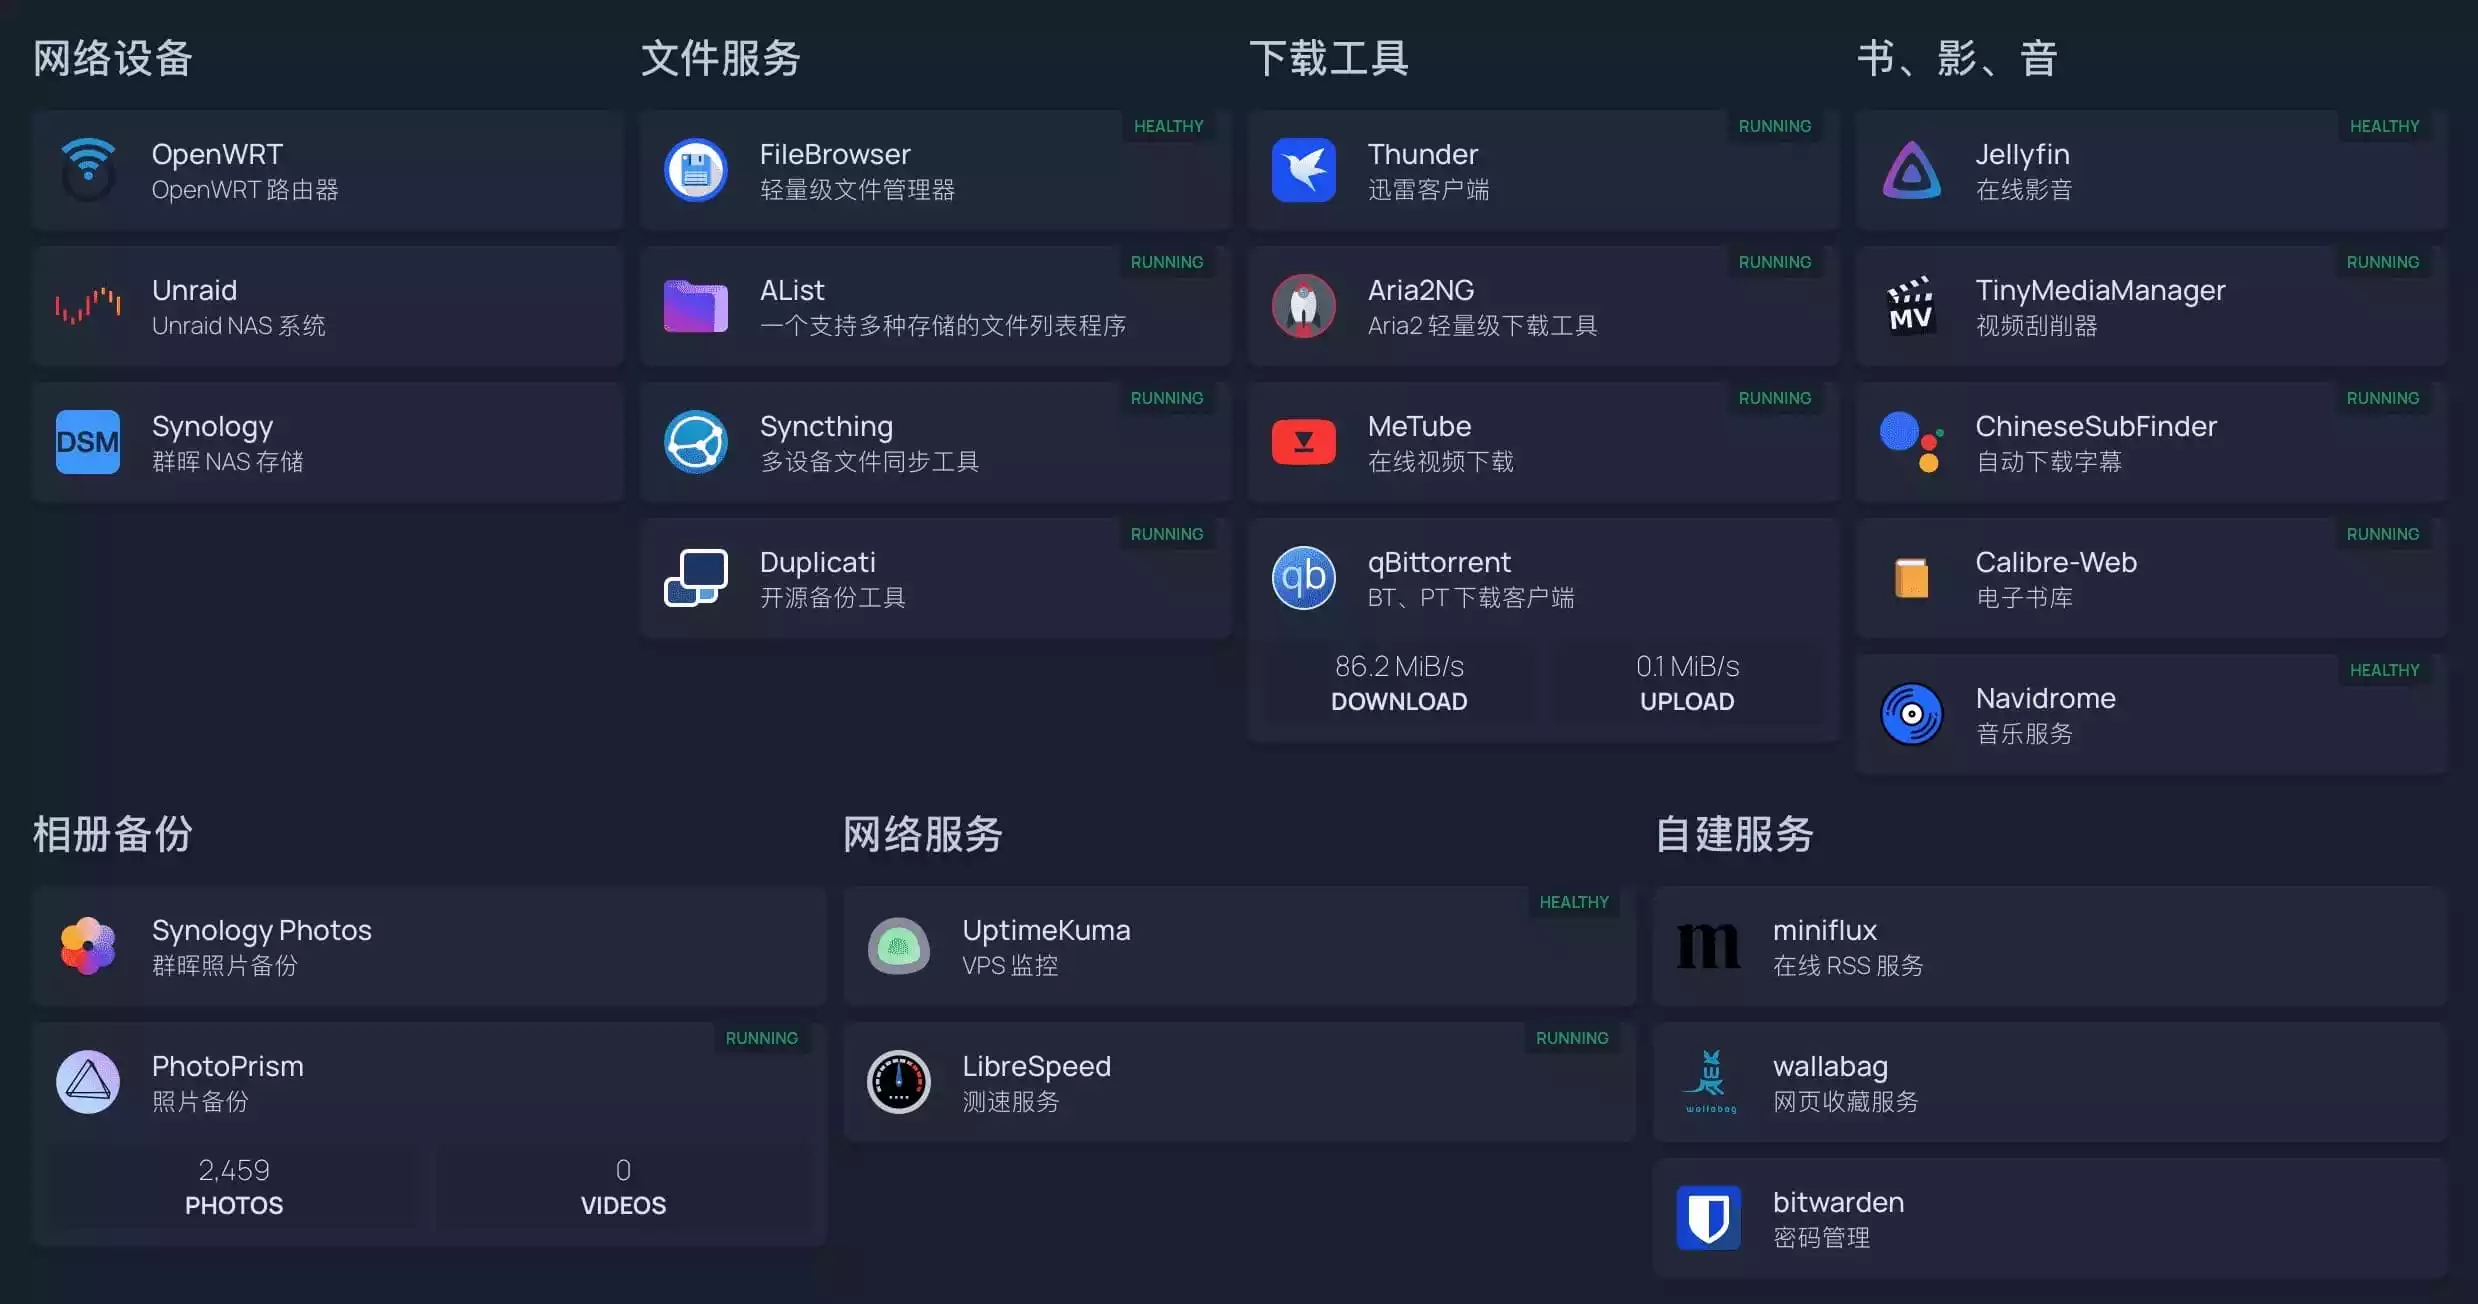 网络设备
OpenWRT
OpenWRT 路由器
Unraid
Unraid NAS 系统
DSM
Synology
群晖 NAS 存储
文件服务
HEALTHY
FileBrowser
轻量级文件管理器
RUNNING
AList
一个支持多种存储的文件列表程序
RUNNING
Syncthing
多设备文件同步工具
RUNNING
Duplicati
开源备份工具
下载工具
RUNNING
Thunder
迅雷客户端
RUNNING
Aria2NG
Aria2 轻量级下载工具
RUNNING
MeTube
在线视频下载
qb
qBittorrent
BT、PT 下载客户端
86.2 MiB/s
DOWNLOAD
0.1 MiB/s
UPLOAD
书、影、音
HEALTHY
Jellyfin
在线影音
RUNNING
MV
TinyMediaManager
视频刮削器
RUNNING
ChineseSubFinder
自动下载字幕
RUNNING
Calibre-Web
电子书库
HEALTHY
Navidrome
音乐服务
相册备份
Synology Photos
群晖照片备份
RUNNING
PhotoPrism
照片备份
2,459
PHOTOS
0
VIDEOS
网络服务
HEALTHY
UptimeKuma
VPS 监控
RUNNING
LibreSpeed
测速服务
自建服务
m
miniflux
在线 RSS 服务
W
wallabag
wallabag
网页收藏服务
bitwarden
密码管理